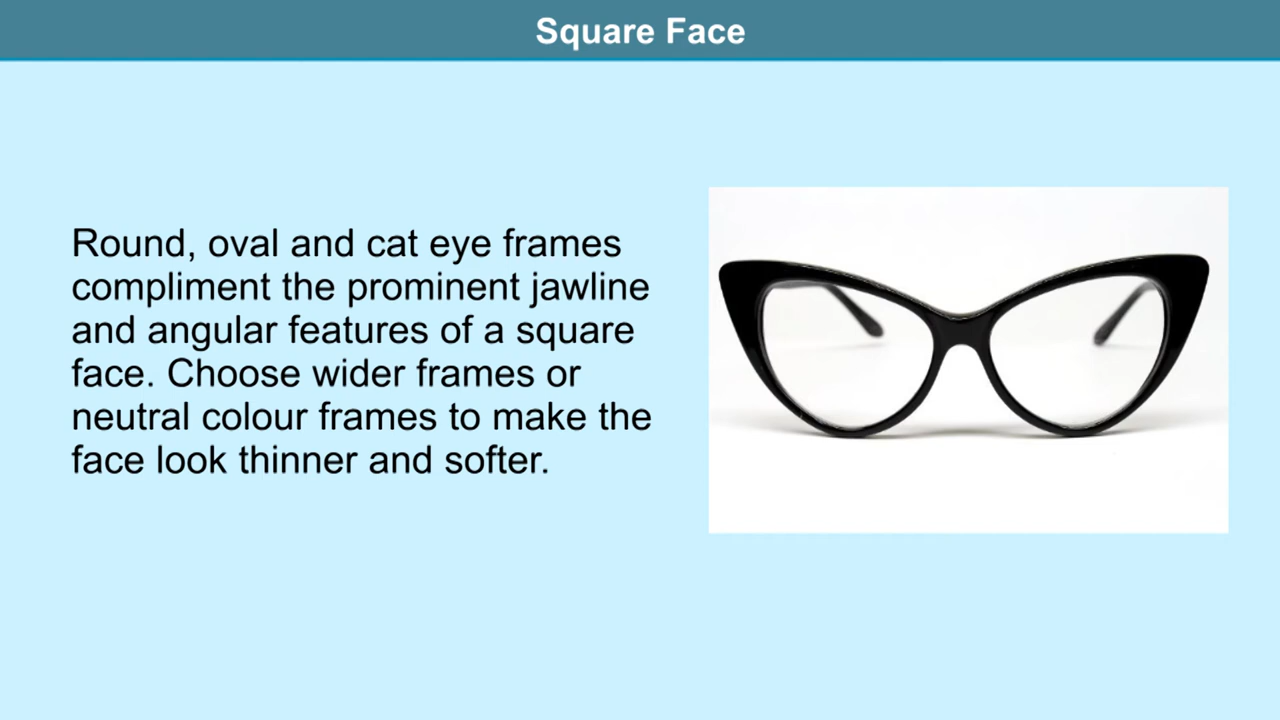 Square Face
Round, oval and cat eye frames
compliment the prominent jawline
and angular features of a square
face. Choose wider frames or
neutral colour frames to make the
face look thinner and softer.